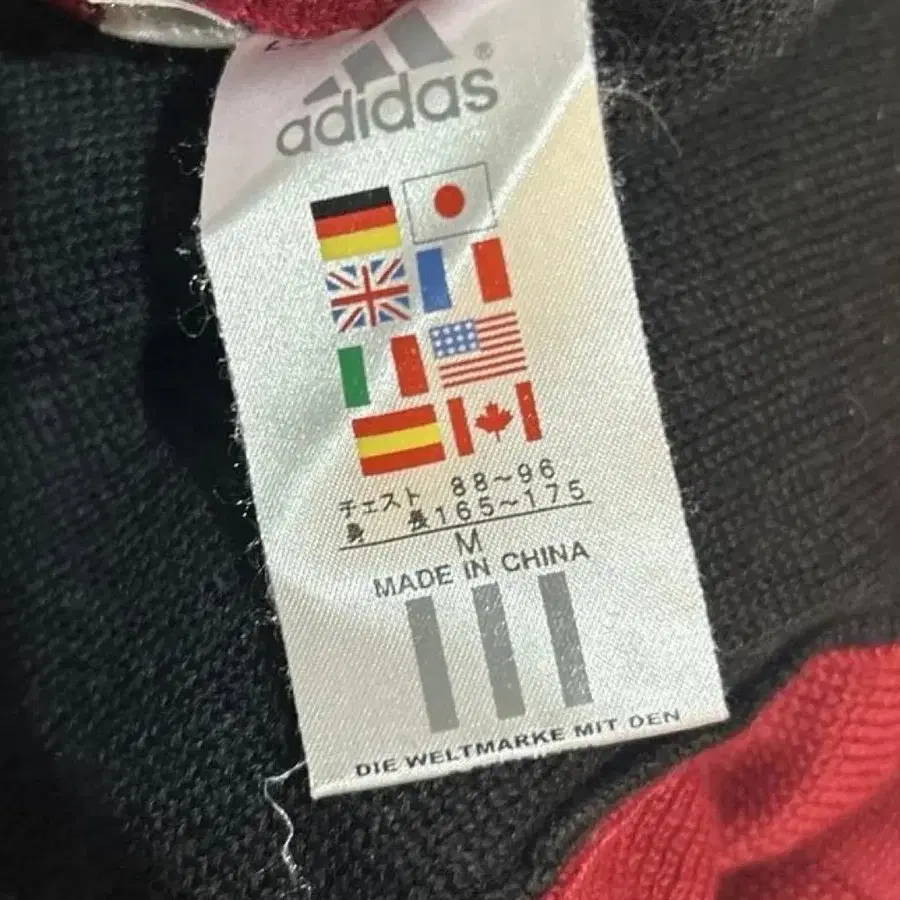 adidas®
チェスト 88~96
身 長165~175
M
MADE IN CHINA
DIE WELTMARKE MIT DEN